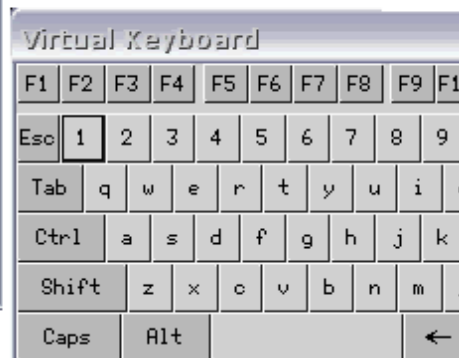 Virtual Keyboard
F1 F2 F3 F4 F5 F6 F7 F8 F9 F1
Esc 1 2 3 4 5 6 7 8 9
Tab q w e r t y u i
Ctrl a s d f g h j k
Shift z x c v b n m
Caps Alt ←